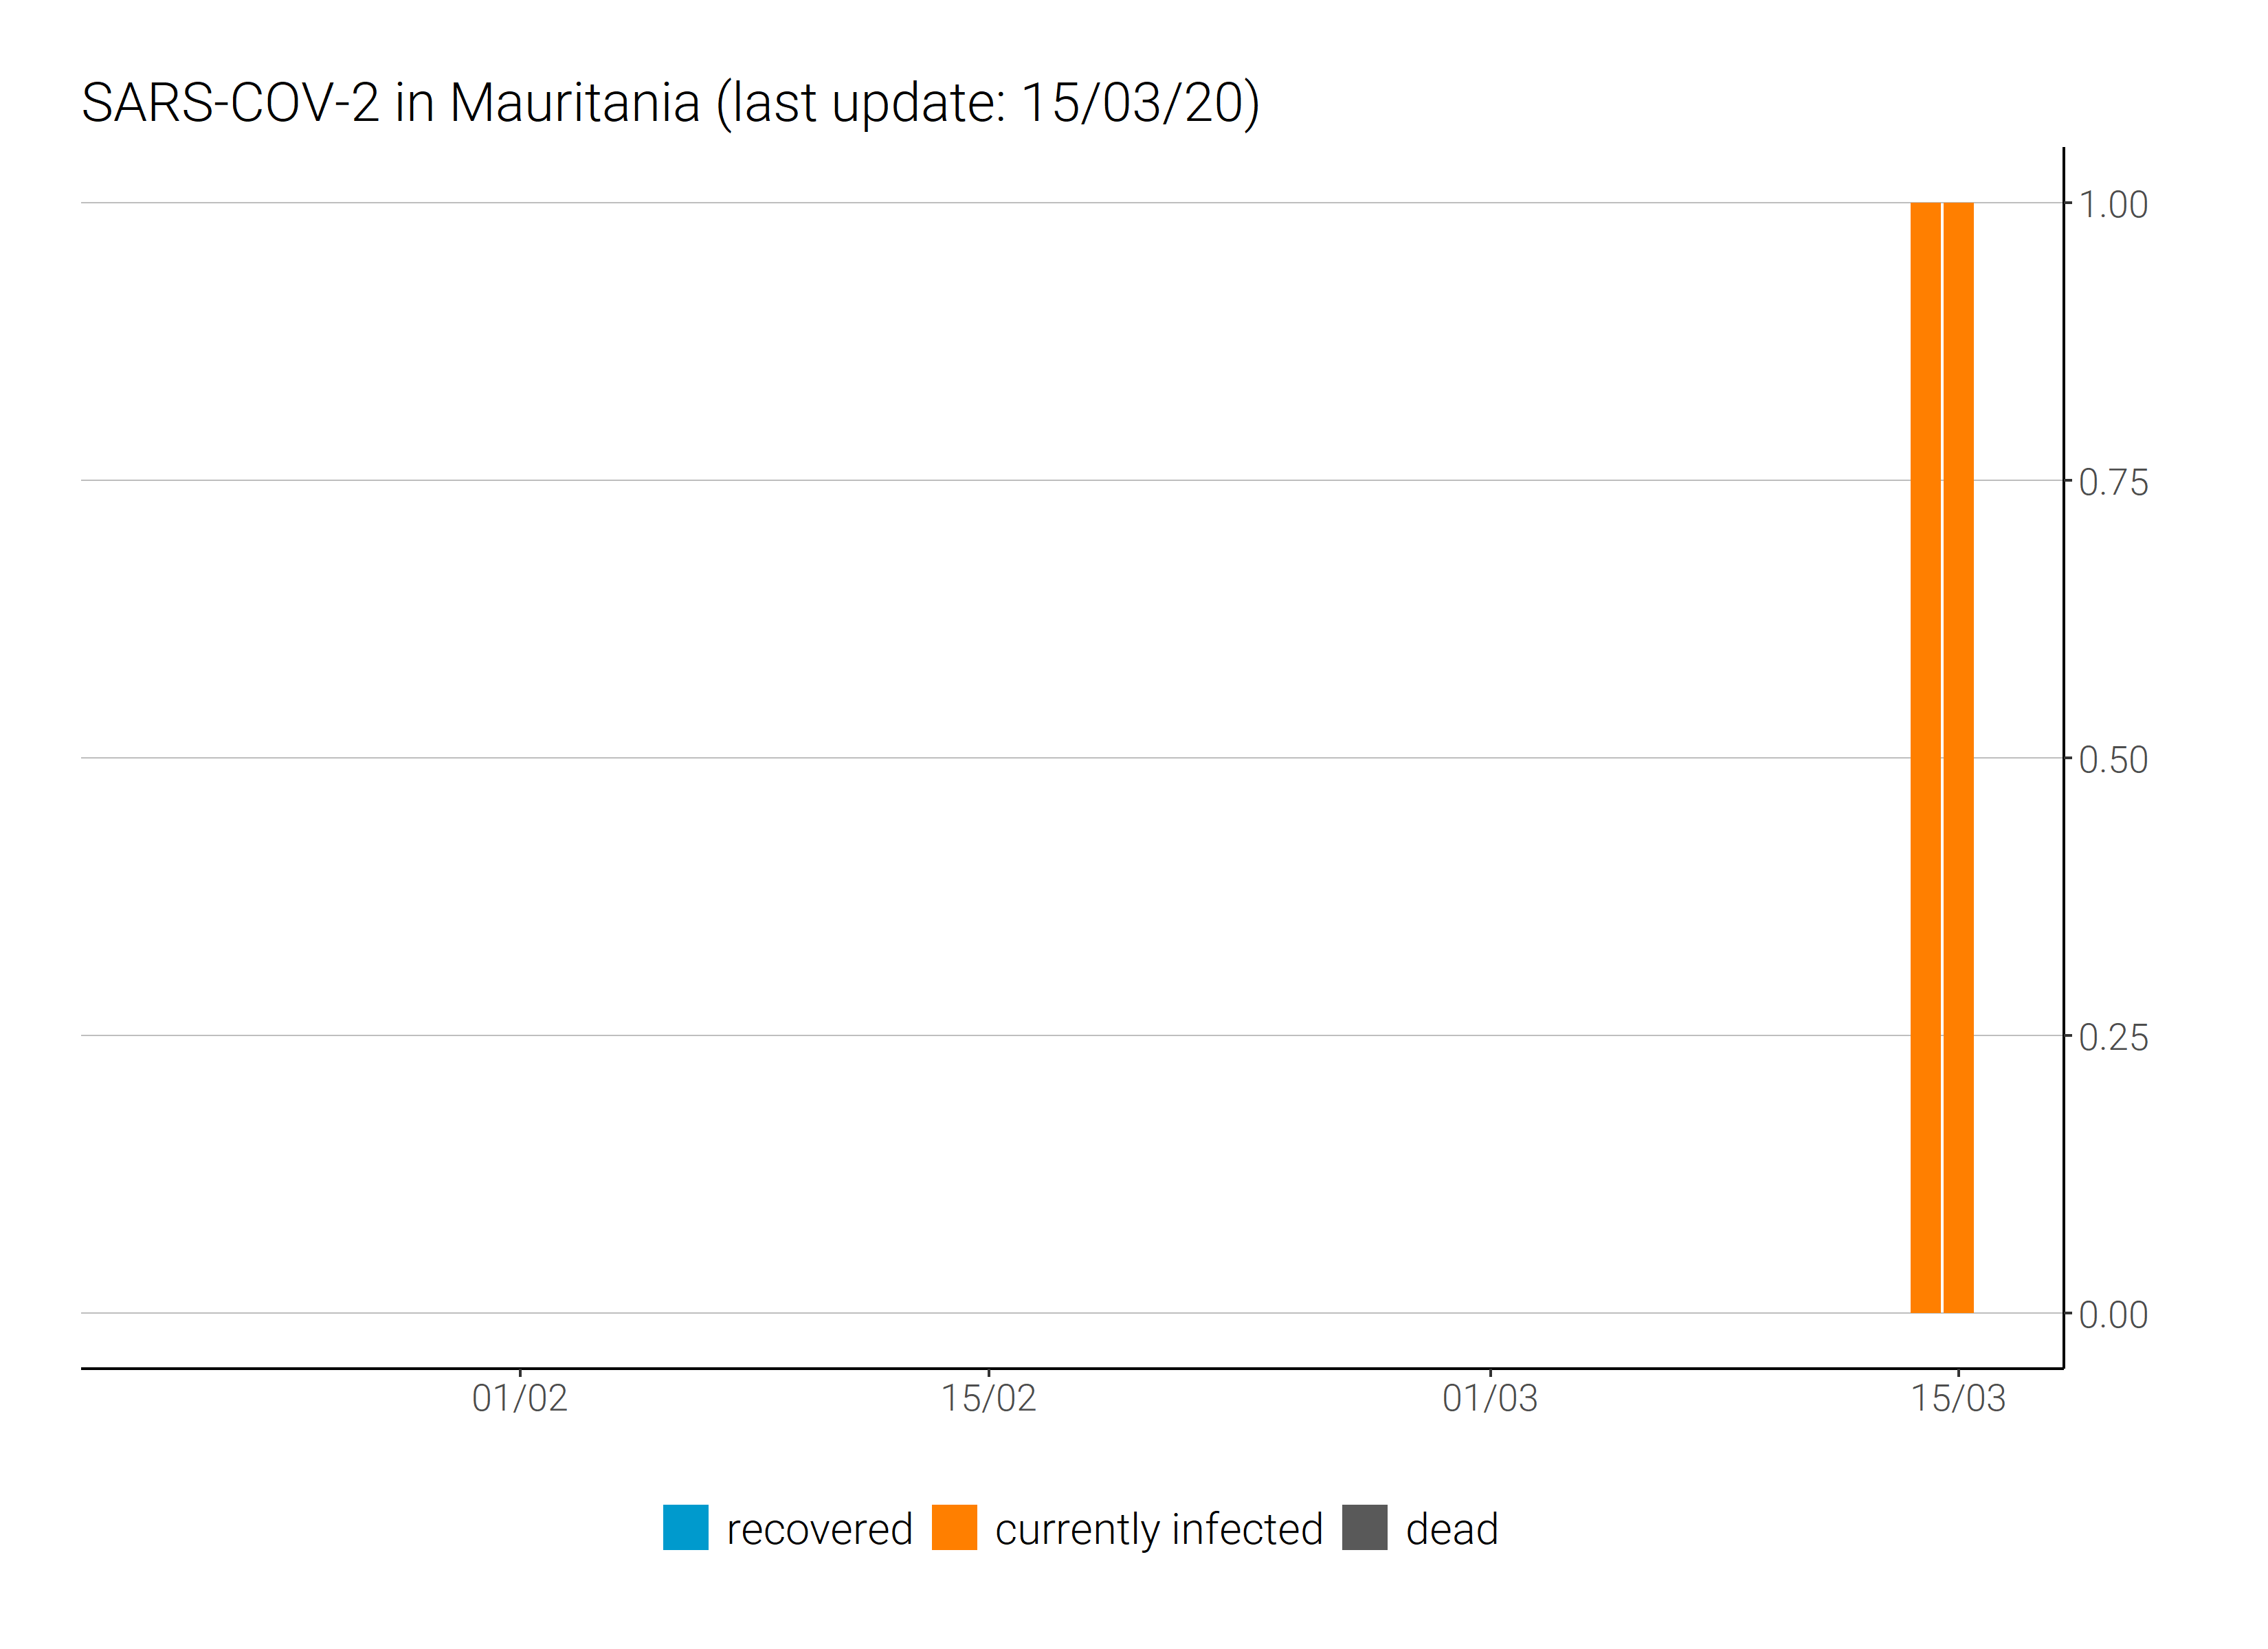 SARS-COV-2 in Mauritania (last update: 15/03/20)
1.00
0.75
0.50
0.25
0.00
01/02 15/02 01/03 15/03
recovered currently infected dead